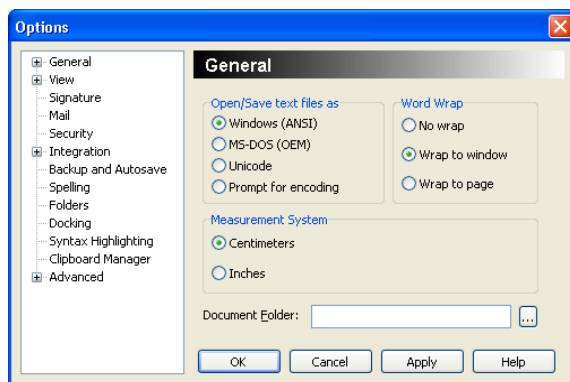 Options
General
View
Signature
Mail
Security
Integration
Backup and Autosave
Spelling
Folders
Docking
Syntax Highlighting
Clipboard Manager
Advanced
General
Open/Save text files as
Windows (ANSI)
MS-DOS (OEM)
Unicode
Prompt for encoding
Word Wrap
No wrap
Wrap to window
Wrap to page
Measurement System
Centimeters
Inches
Document Folder:
...
OK
Cancel
Apply
Help